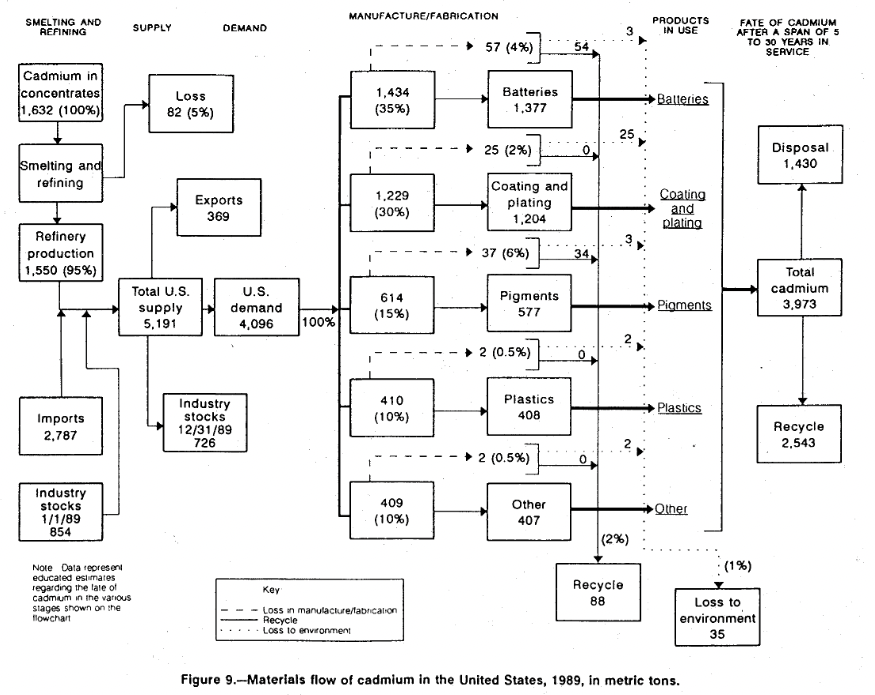 SMELTING AND
REFINING
SUPPLY
DEMAND
MANUFACTURE/FABRICATION
PRODUCTS
IN USE
FATE OF CADMIUM
AFTER A SPAN OF 5
TO 30 YEARS IN
SERVICE
Cadmium in
concentrates
1,632 (100%)
Loss
82 (5%)
Smelting and
refining
Exports
369
Refinery
production
1,550 (95%)
Total U.S.
supply
5,191
U.S.
demand
4,096
100%
Imports
2,787
Industry
stocks
12/31/89
726
Industry
stocks
1/1/89
854
57 (4%)
54
3
1,434
(35%)
Batteries
1,377
Batteries
25 (2%)
0
25
1,229
(30%)
Coating and
plating
1,204
Coating
and
plating
37 (6%)
34
3
614
(15%)
Pigments
577
Pigments
2 (0.5%)
0
2
410
(10%)
Plastics
408
Plastics
2 (0.5%)
0
2
409
(10%)
Other
407
Other
(2%)
Recycle
88
(1%)
Loss to
environment
35
Disposal
1,430
Total
cadmium
3,973
Recycle
2,543
Note Data represent
educated estimates
regarding the late of
cadmium in the various
stages shown on the
flowchart
Key
Loss in manufacture/fabrication
Recycle
Loss to environment
Figure 9.—Materials flow of cadmium in the United States, 1989, in metric tons.